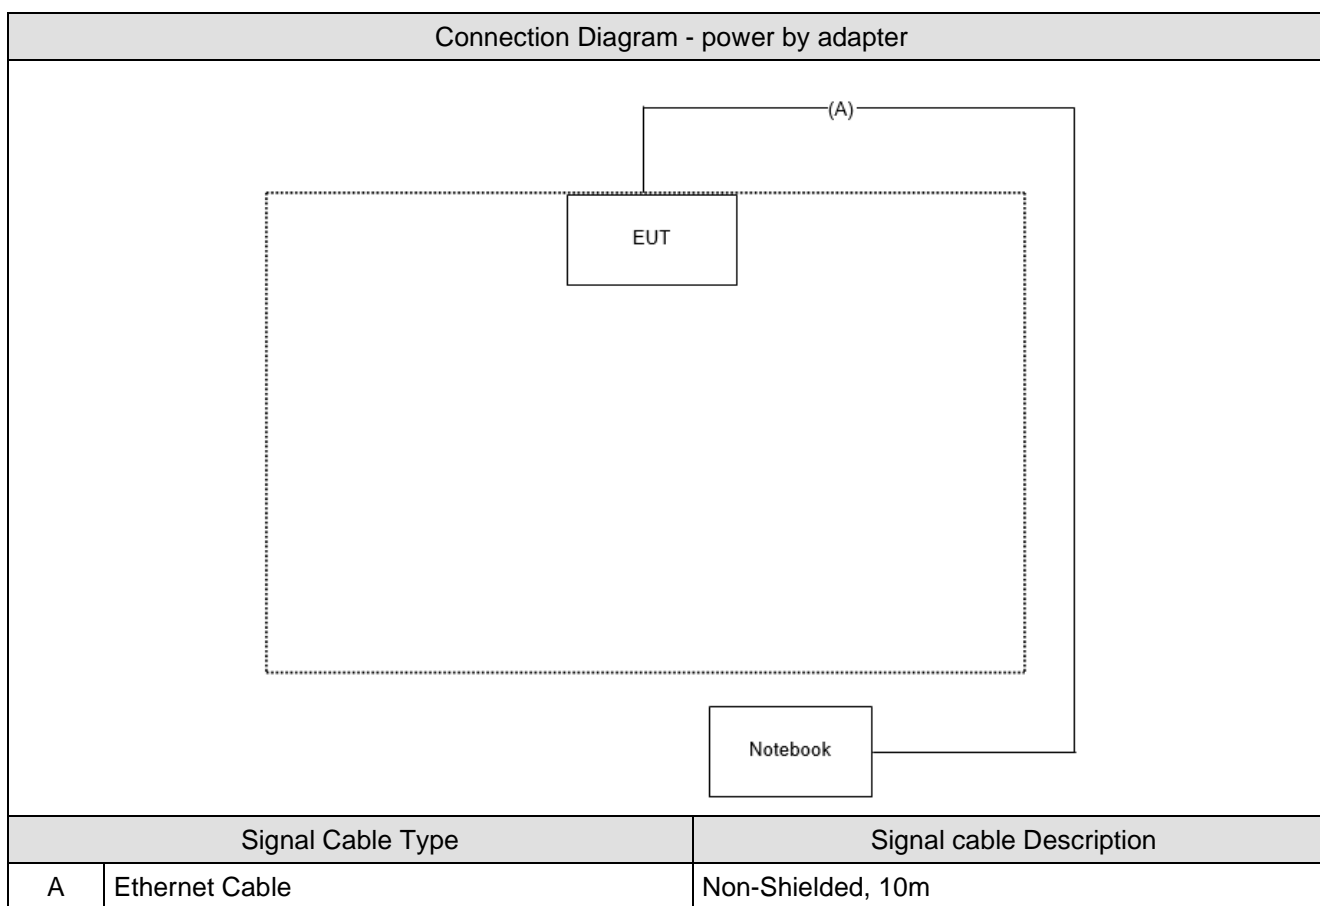 Connection Diagram - power by adapter
(A)
EUT
Notebook
Signal Cable Type
Signal cable Description
A
Ethernet Cable
Non-Shielded, 10m